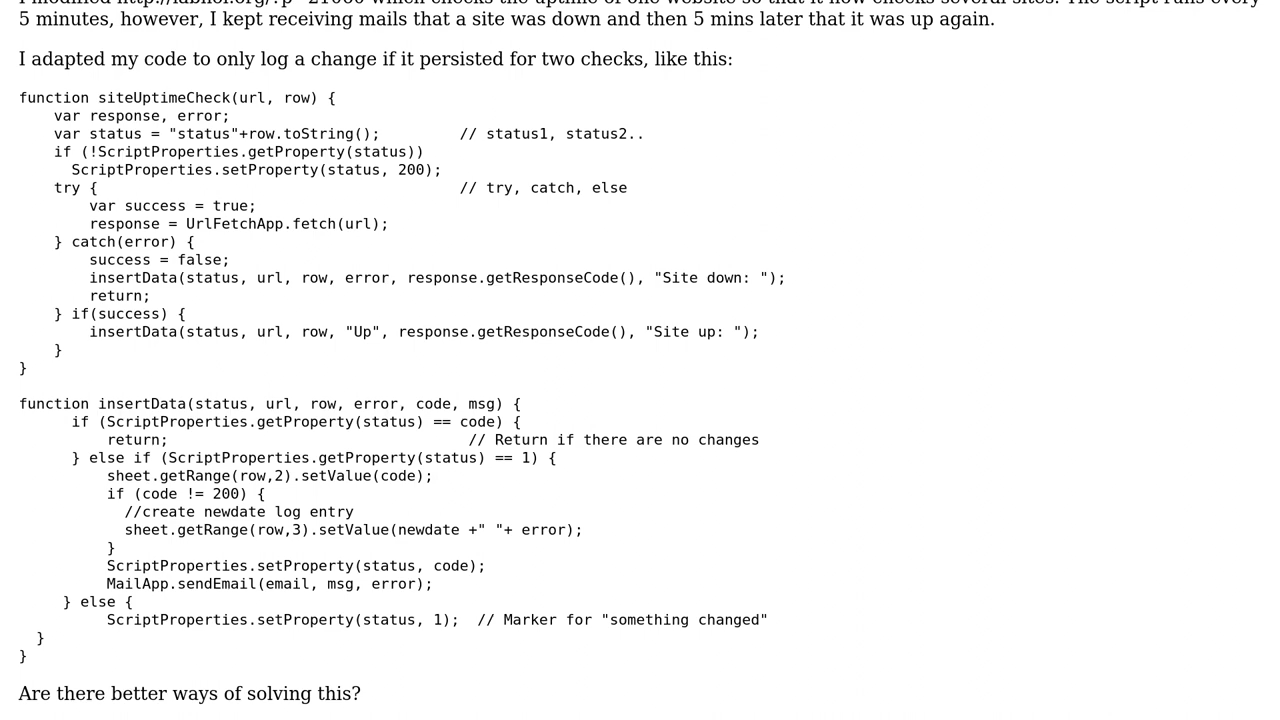 5 minutes, however, I kept receiving mails that a site was down and then 5 mins later that it was up again.
I adapted my code to only log a change if it persisted for two checks, like this:
function siteUptimeCheck(url, row) {
    var response, error;
    var status = "status"+row.toString();         // status1, status2..
    if (!ScriptProperties.getProperty(status))
      ScriptProperties.setProperty(status, 200);
    try {                                         // try, catch, else
        var success = true;
        response = UrlFetchApp.fetch(url);
    } catch(error) {
        success = false;
        insertData(status, url, row, error, response.getResponseCode(), "Site down: ");
        return;
    } if(success) {
        insertData(status, url, row, "Up", response.getResponseCode(), "Site up: ");
    }
}
function insertData(status, url, row, error, code, msg) {
      if (ScriptProperties.getProperty(status) == code) {
          return;                                  // Return if there are no changes
      } else if (ScriptProperties.getProperty(status) == 1) {
          sheet.getRange(row,2).setValue(code);
          if (code != 200) {
            //create newdate log entry
            sheet.getRange(row,3).setValue(newdate +" "+ error);
          }
          ScriptProperties.setProperty(status, code);
          MailApp.sendEmail(email, msg, error);
     } else {
          ScriptProperties.setProperty(status, 1);  // Marker for "something changed"
  }
}
Are there better ways of solving this?